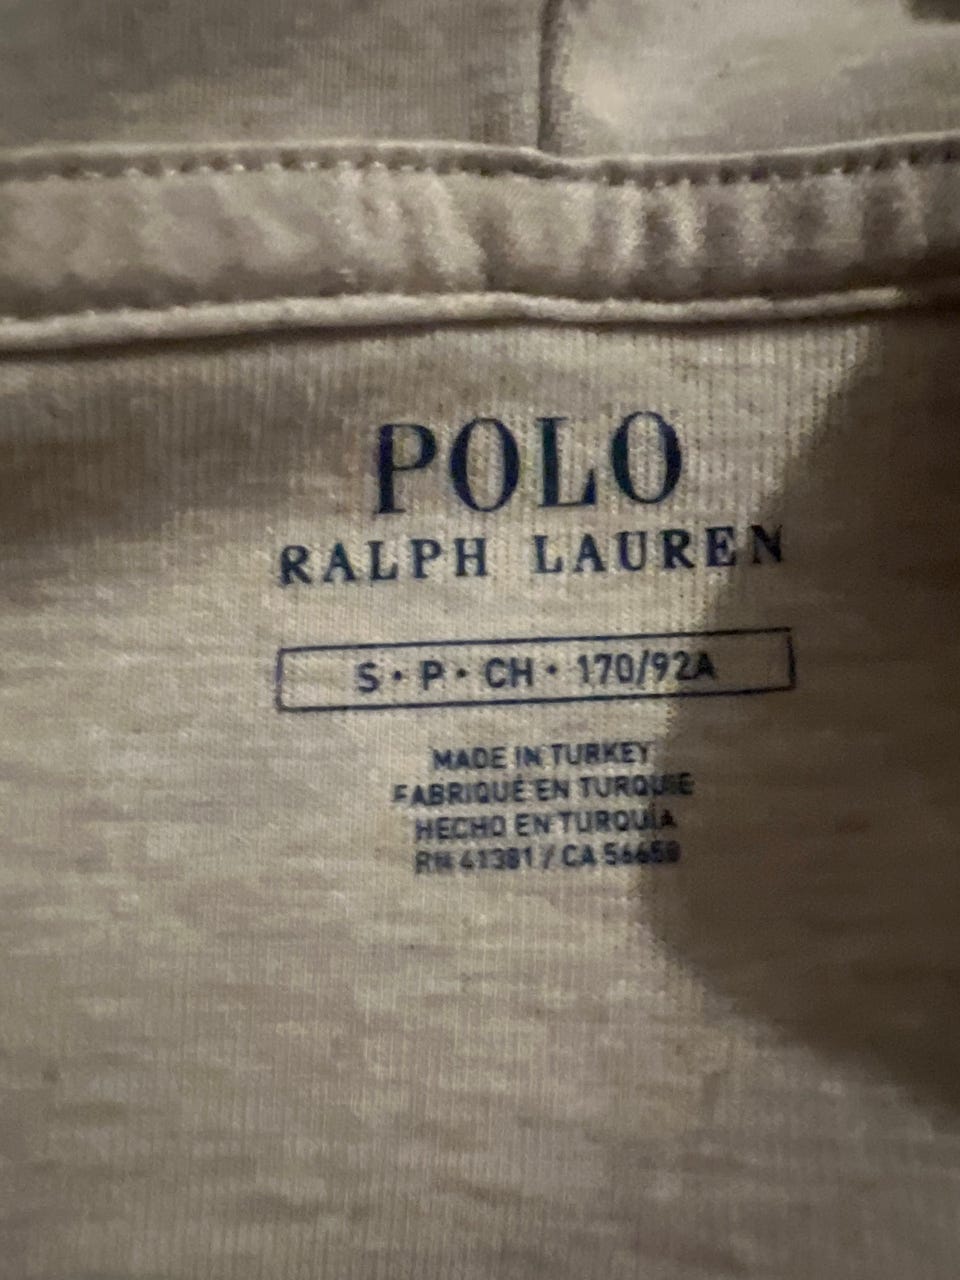 POLO
RALPH LAUREN
S • P • CH • 170/92A
MADE IN TURKEY
FABRIQUÉ EN TURQUIE
HECHO EN TURQUÍA
RN 41381 / CA 56658